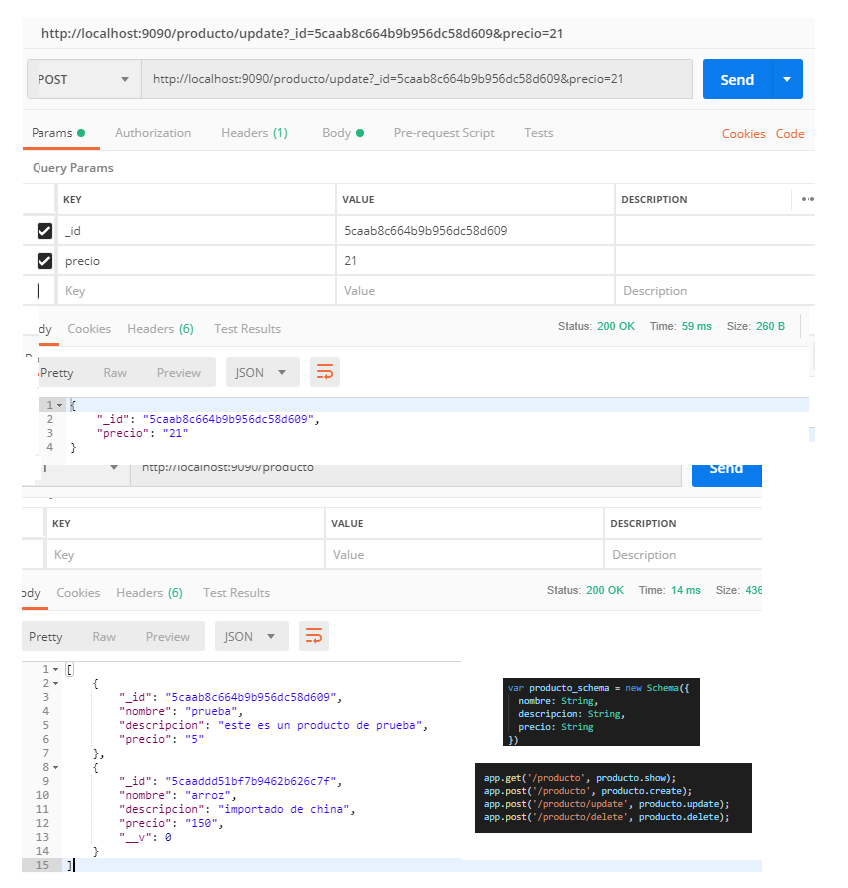 http://localhost:9090/producto/update?_id=5caab8c664b9b956dc58d609&precio=21
POST http://localhost:9090/producto/update?_id=5caab8c664b9b956dc58d609&precio=21 Send
Params Authorization Headers (1) Body Pre-request Script Tests Cookies Code
Query Params
KEY VALUE DESCRIPTION
_id 5caab8c664b9b956dc58d609
precio 21
Key Value Description
dy Cookies Headers (6) Test Results Status: 200 OK Time: 59 ms Size: 260 B
Pretty Raw Preview JSON
1 {
2 "_id": "5caab8c664b9b956dc58d609",
3 "precio": "21"
4 }
http://localhost:9090/producto Send
KEY VALUE DESCRIPTION
Key Value Description
ody Cookies Headers (6) Test Results Status: 200 OK Time: 14 ms Size: 436
Pretty Raw Preview JSON
1 [
2 {
3 "_id": "5caab8c664b9b956dc58d609",
4 "nombre": "prueba",
5 "descripcion": "este es un producto de prueba",
6 "precio": "5"
7 },
8 {
9 "_id": "5caaddd51bf7b9462b626c7f",
10 "nombre": "arroz",
11 "descripcion": "importado de china",
12 "precio": "150",
13 "__v": 0
14 }
15 ]
var producto_schema = new Schema({
nombre: String,
descripcion: String,
precio: String
})
app.get('/producto', producto.show);
app.post('/producto', producto.create);
app.post('/producto/update', producto.update);
app.post('/producto/delete', producto.delete);